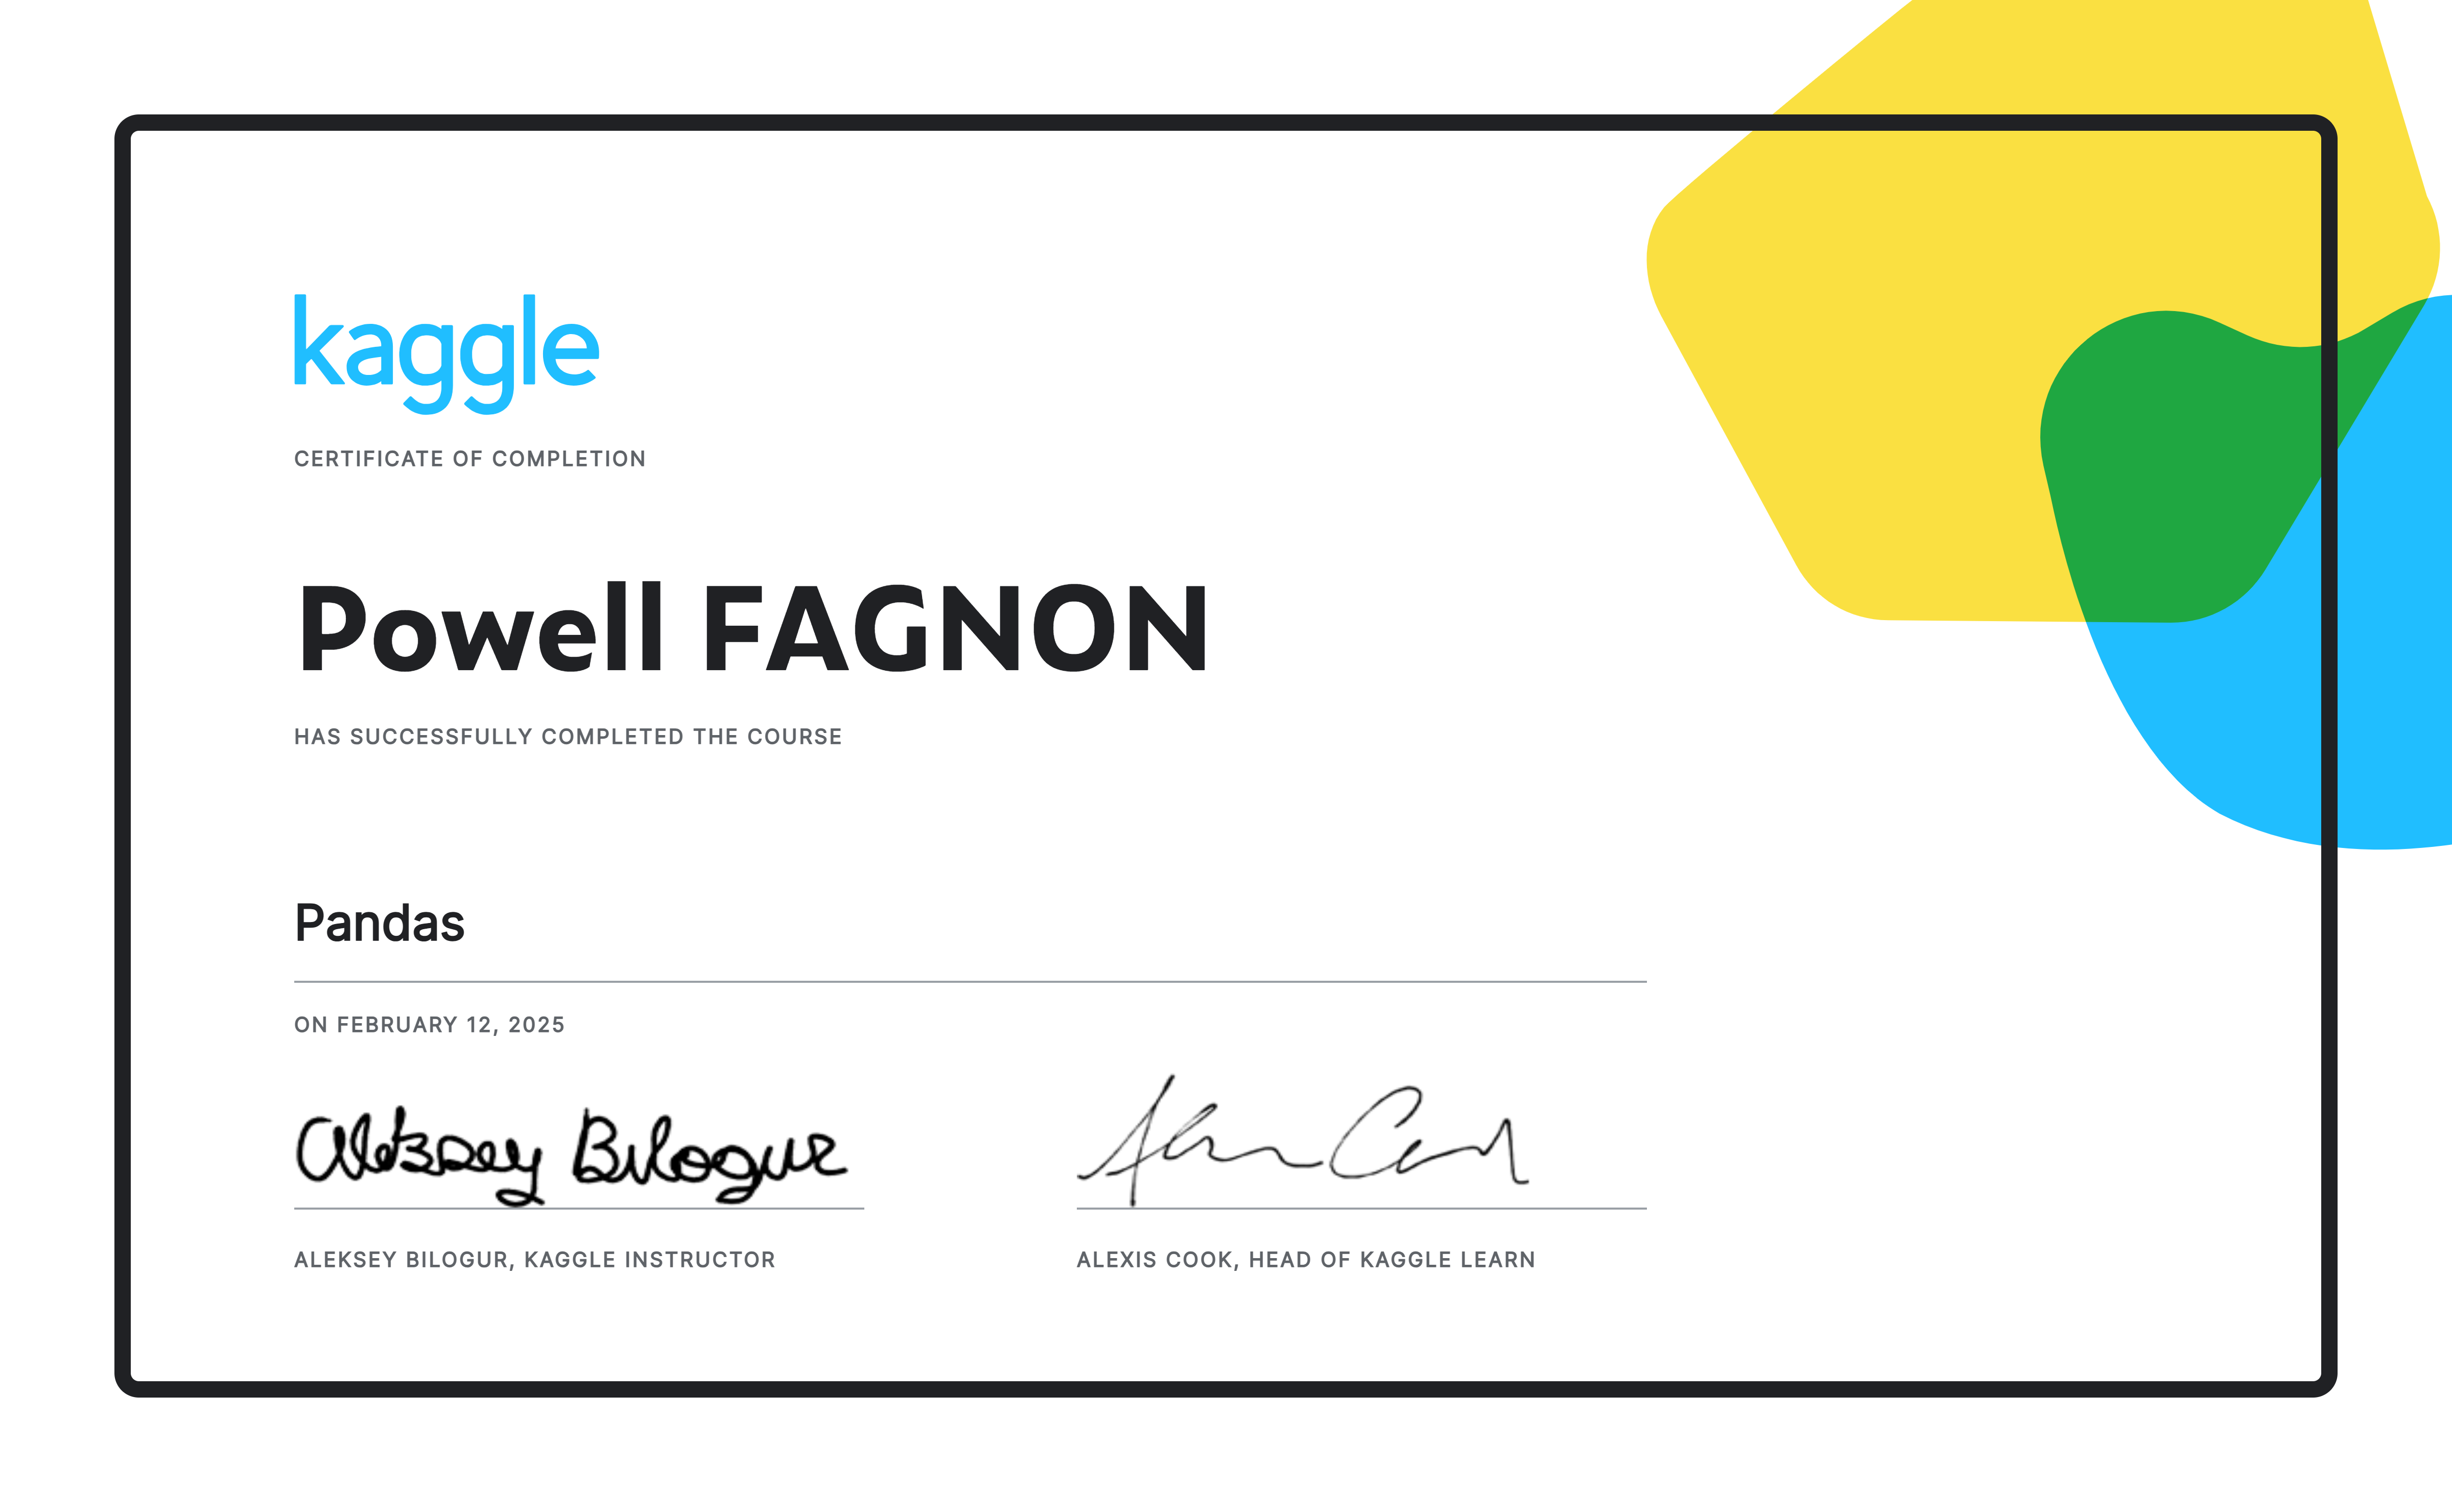 kaggle
CERTIFICATE OF COMPLETION
Powell FAGNON
HAS SUCCESSFULLY COMPLETED THE COURSE
Pandas
ON FEBRUARY 12, 2025
Aleksey Bilogur
ALEKSEY BILOGUR, KAGGLE INSTRUCTOR
ALEXIS COOK, HEAD OF KAGGLE LEARN